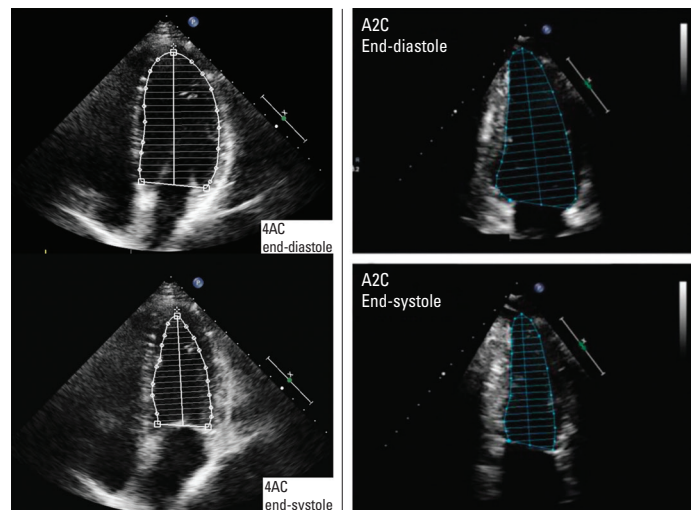 4AC
end-diastole
A2C
End-diastole
4AC
end-systole
A2C
End-systole